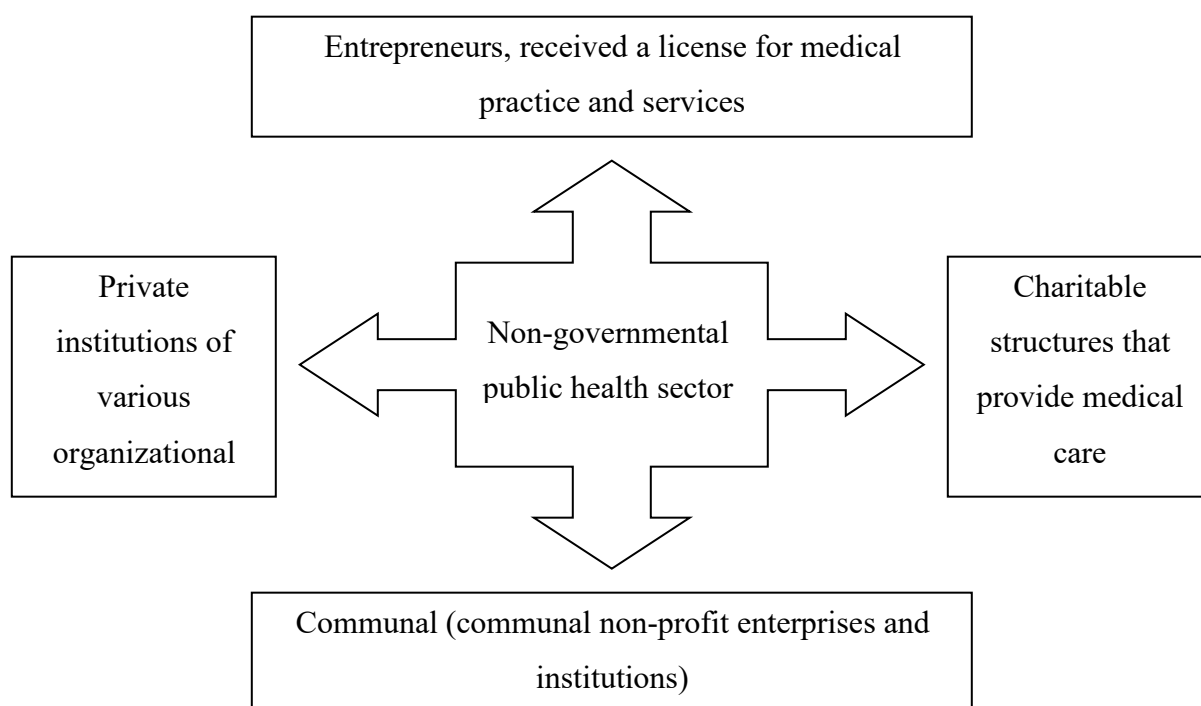 Entrepreneurs, received a license for medical
practice and services
Private
institutions of
various
organizational
Non-governmental
public health sector
Charitable
structures that
provide medical
care
Communal (communal non-profit enterprises and
institutions)